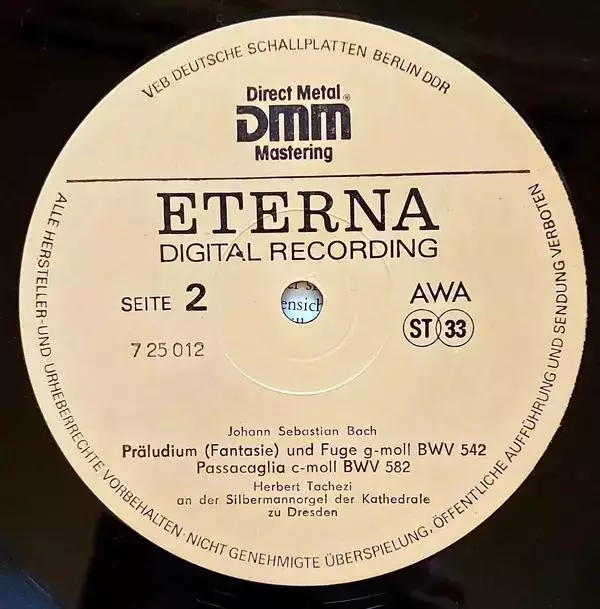 VEB DEUTSCHE SCHALLPLATTEN BERLIN DDR
Direct Metal®
DMM
Mastering
ETERNA
DIGITAL RECORDING
SEITE 2
AWA
7 25 012
ST 33
ensich
Johann Sebastian Bach
Präludium (Fantasie) und Fuge g-moll BWV 542
Passacaglia c-moll BWV 582
Herbert Tachezi
an der Silbermannorgel der Kathedrale
zu Dresden
ALLE HERSTELLER-UND URHEBERRECHTE VORBEHALTEN·NICHT GENEHMIGTE ÜBERSPIELUNG, ÖFFENTLICHE AUFFÜHRUNG UND SENDUNG VERBOTEN